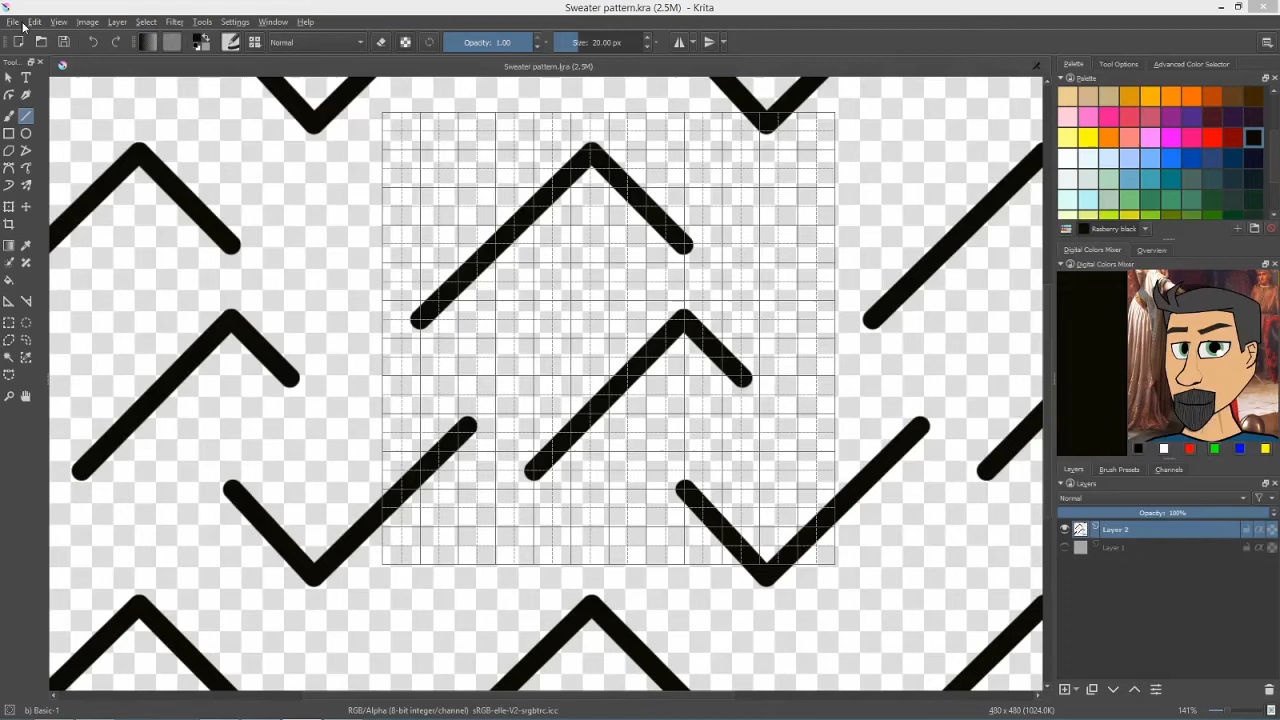 Sweater pattern.kra (2.5M) - Krita
File Edit View Image Layer Select Filter Tools Settings Window Help
Normal
Opacity: 1.00
Size: 20.00 px
Tool...
Sweater pattern.kra (2.5M)
Palette Tool Options Advanced Color Selector
Palette
Rasberry black
Digital Colors Mixer Overview
Digital Colors Mixer
Layers Brush Presets Channels
Layers
Normal
Opacity: 100%
Layer 2
Layer 1
b) Basic-1
RGB/Alpha (8-bit integer/channel) sRGB-elle-V2-srgbtrc.icc
480 x 480 (1024.0K)
141%